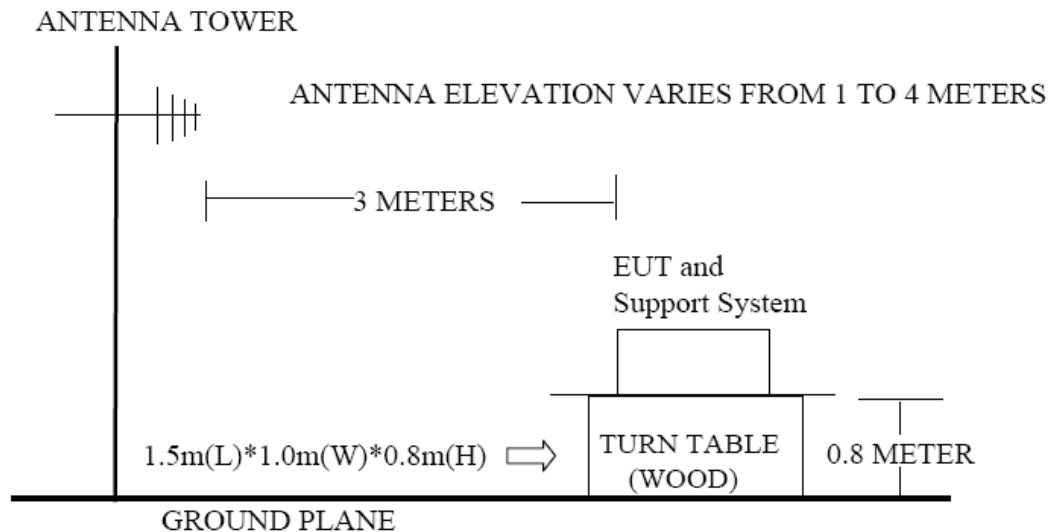 ANTENNA TOWER
ANTENNA ELEVATION VARIES FROM 1 TO 4 METERS
3 METERS
EUT and
Support System
1.5m(L)*1.0m(W)*0.8m(H)
TURN TABLE
(WOOD)
0.8 METER
GROUND PLANE